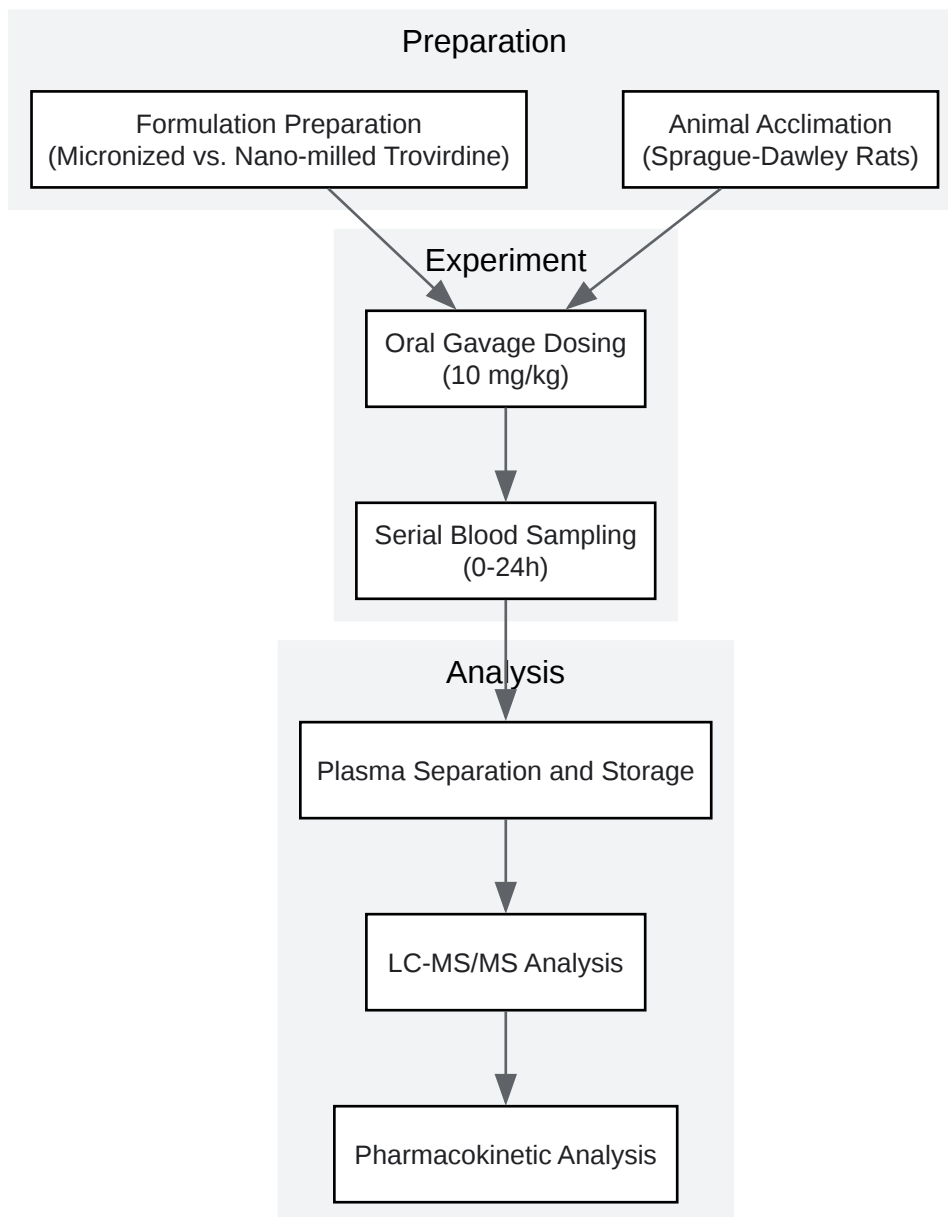 Preparation
Formulation Preparation
(Micronized vs. Nano-milled Trovirdine)
Animal Acclimation
(Sprague-Dawley Rats)
Experiment
Oral Gavage Dosing
(10 mg/kg)
Serial Blood Sampling
(0-24h)
Analysis
Plasma Separation and Storage
LC-MS/MS Analysis
Pharmacokinetic Analysis